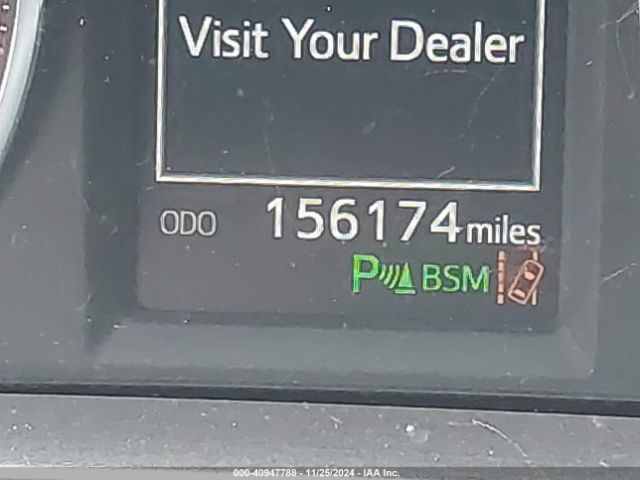 Visit Your Dealer
ODO 156174 miles
P BSM
000-40947788 - 11/25/2024 - IAA Inc.